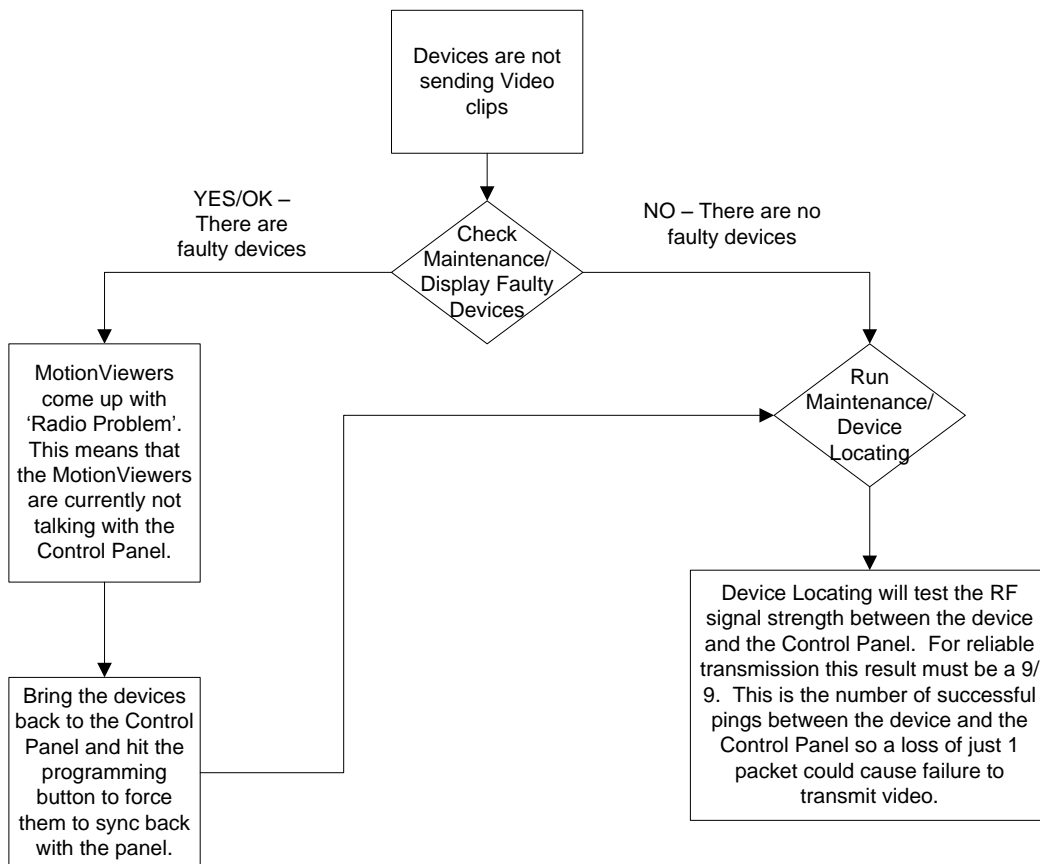 Devices are not
sending Video
clips
YES/OK –
There are
faulty devices
NO – There are no
faulty devices
Check
Maintenance/
Display Faulty
Devices
MotionViewers
come up with
‘Radio Problem’.
This means that
the MotionViewers
are currently not
talking with the
Control Panel.
Run
Maintenance/
Device
Locating
Bring the devices
back to the Control
Panel and hit the
programming
button to force
them to sync back
with the panel.
Device Locating will test the RF
signal strength between the device
and the Control Panel.  For reliable
transmission this result must be a 9/
9.  This is the number of successful
pings between the device and the
Control Panel so a loss of just 1
packet could cause failure to
transmit video.